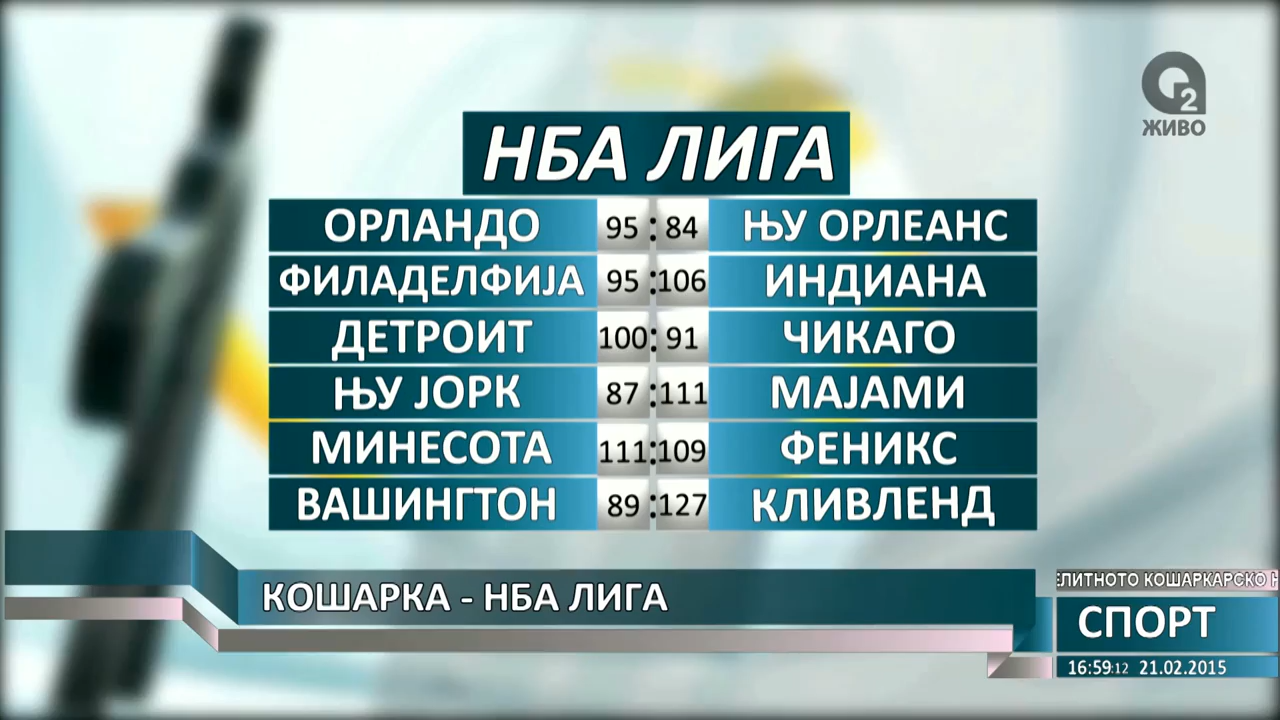 2
ЖИВО
НБА ЛИГА
ОРЛАНДО 95 : 84 ЊУ ОРЛЕАНС
ФИЛАДЕЛФИЈА 95 : 106 ИНДИАНА
ДЕТРОИТ 100 : 91 ЧИКАГО
ЊУ ЈОРК 87 : 111 МАЈАМИ
МИНЕСОТА 111 : 109 ФЕНИКС
ВАШИНГТОН 89 : 127 КЛИВЛЕНД
КОШАРКА - НБА ЛИГА
ЕЛИТНОТО КОШАРКАРСКО Н
СПОРТ
16:59:12 21.02.2015